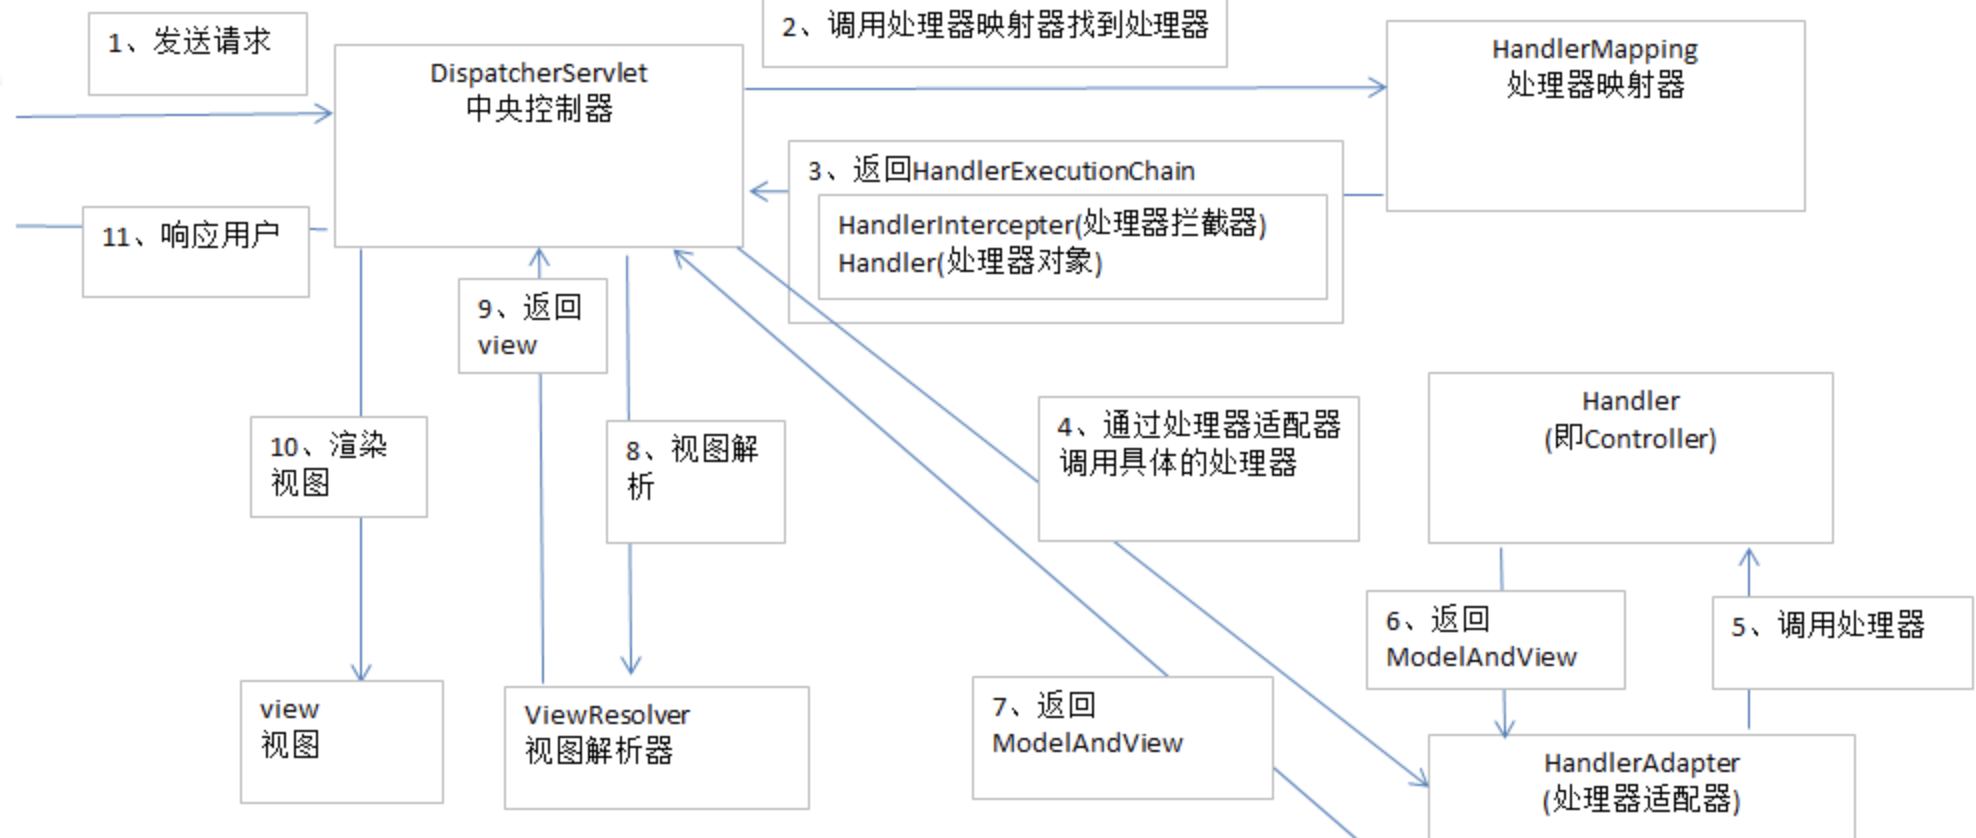 1、发送请求
DispatcherServlet
中央控制器
2、调用处理器映射器找到处理器
HandlerMapping
处理器映射器
3、返回HandlerExecutionChain
HandlerIntercepter(处理器拦截器)
Handler(处理器对象)
11、响应用户
9、返回
view
10、渲染
视图
8、视图解
析
4、通过处理器适配器
调用具体的处理器
Handler
(即Controller)
6、返回
ModelAndView
5、调用处理器
view
视图
ViewResolver
视图解析器
7、返回
ModelAndView
HandlerAdapter
(处理器适配器)